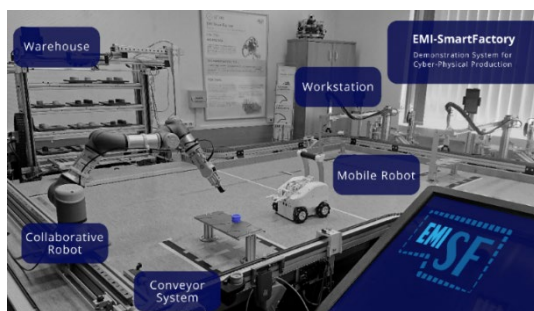 Warehouse
EMI-SmartFactory
Demonstration System for
Cyber-Physical Production
Workstation
Mobile Robot
Collaborative
Robot
Conveyor
System
EMI
SF